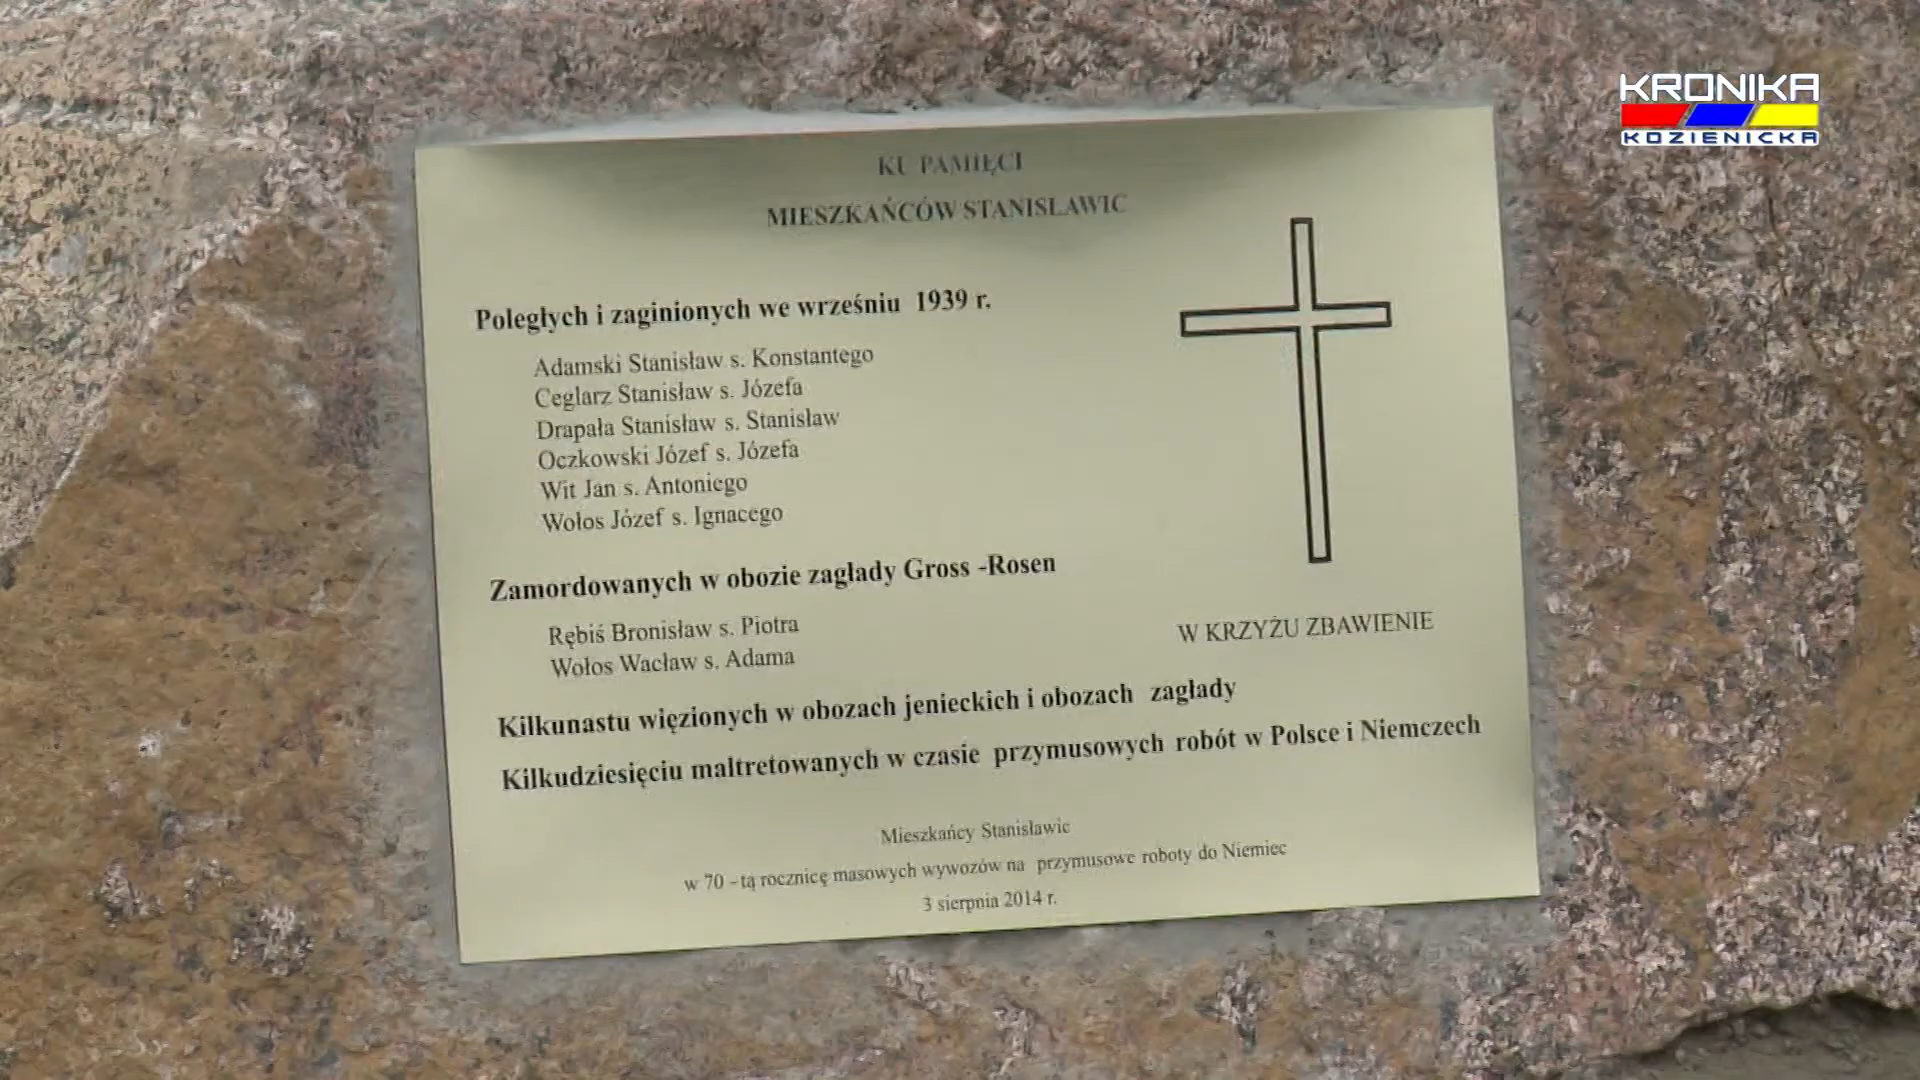 KRONIKA
KOZIENICKA
KU PAMIĘCI
MIESZKAŃCÓW STANISŁAWIC
Poległych i zaginionych we wrześniu 1939 r.
Adamski Stanisław s. Konstantego
Ceglarz Stanisław s. Józefa
Drapała Stanisław s. Stanisław
Oczkowski Józef s. Józefa
Wit Jan s. Antoniego
Wołos Józef s. Ignacego
Zamordowanych w obozie zagłady Gross -Rosen
Rębiś Bronisław s. Piotra
Wołos Wacław s. Adama
W KRZYŻU ZBAWIENIE
Kilkunastu więzionych w obozach jenieckich i obozach zagłady
Kilkudziesięciu maltretowanych w czasie przymusowych robót w Polsce i Niemczech
Mieszkańcy Stanisławic
w 70 -tą rocznicę masowych wywozów na przymusowe roboty do Niemiec
3 sierpnia 2014 r.